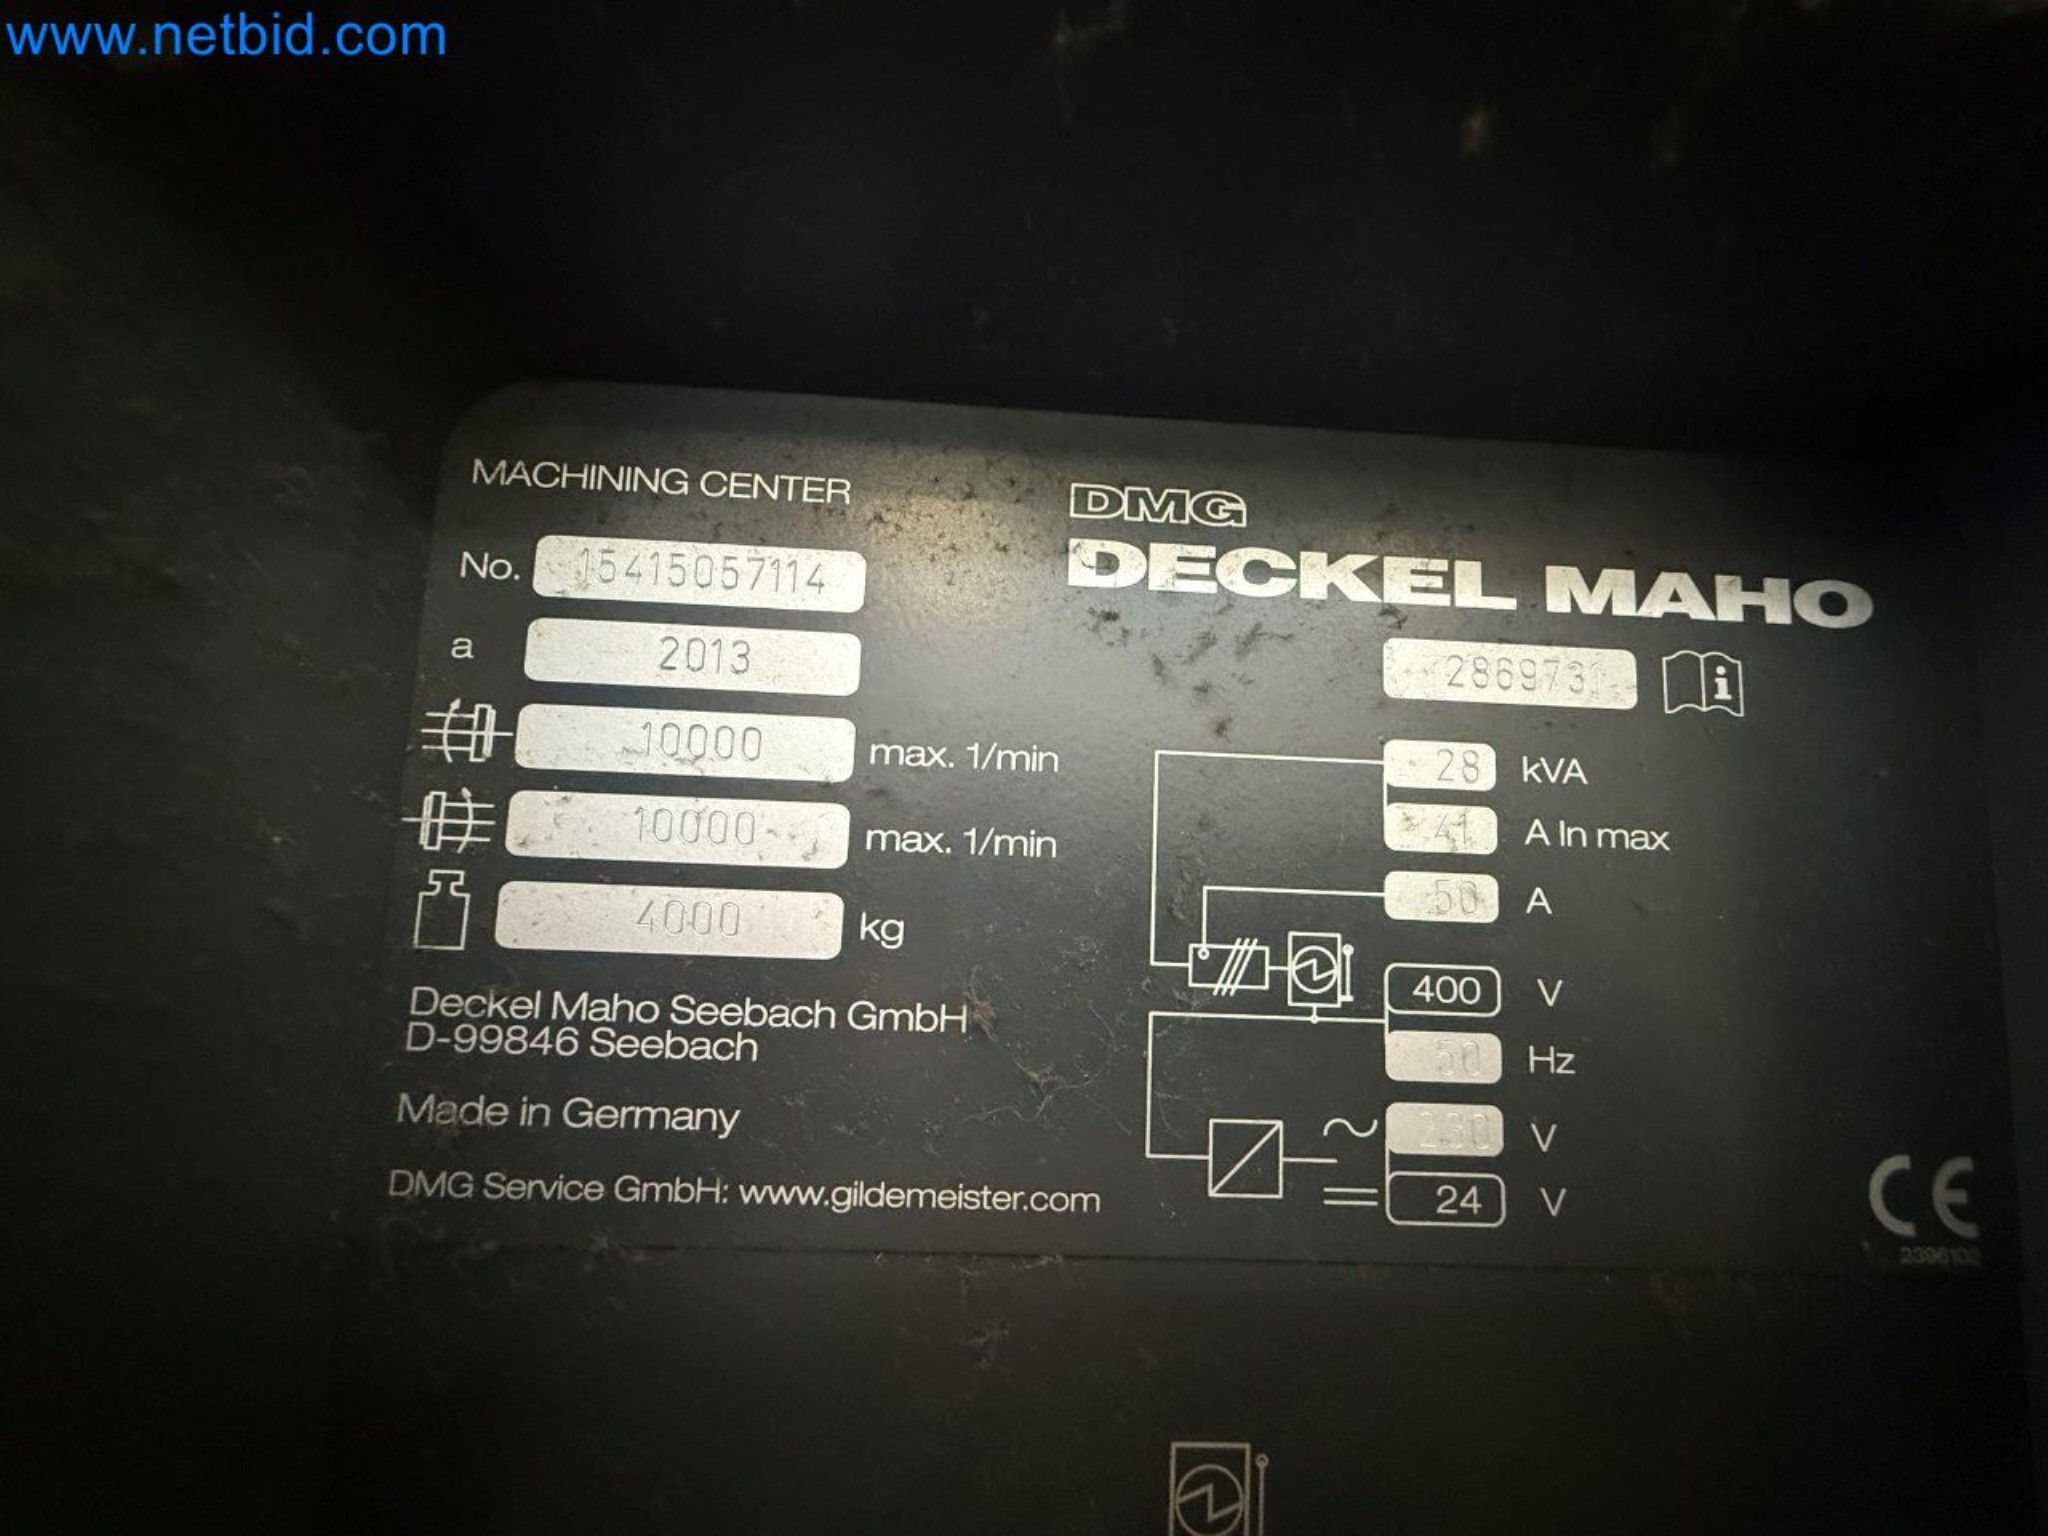 www.netbid.com
MACHINING CENTER
DMG
DECKEL MAHO
No. 15415057114
a 2013
2869731
i
10000 max. 1/min
28 kVA
10000 max. 1/min
41 A In max
4000 kg
50 A
400 V
Deckel Maho Seebach GmbH
D-99846 Seebach
50 Hz
Made in Germany
230 V
DMG Service GmbH: www.gildemeister.com
24 V
CE
2396102